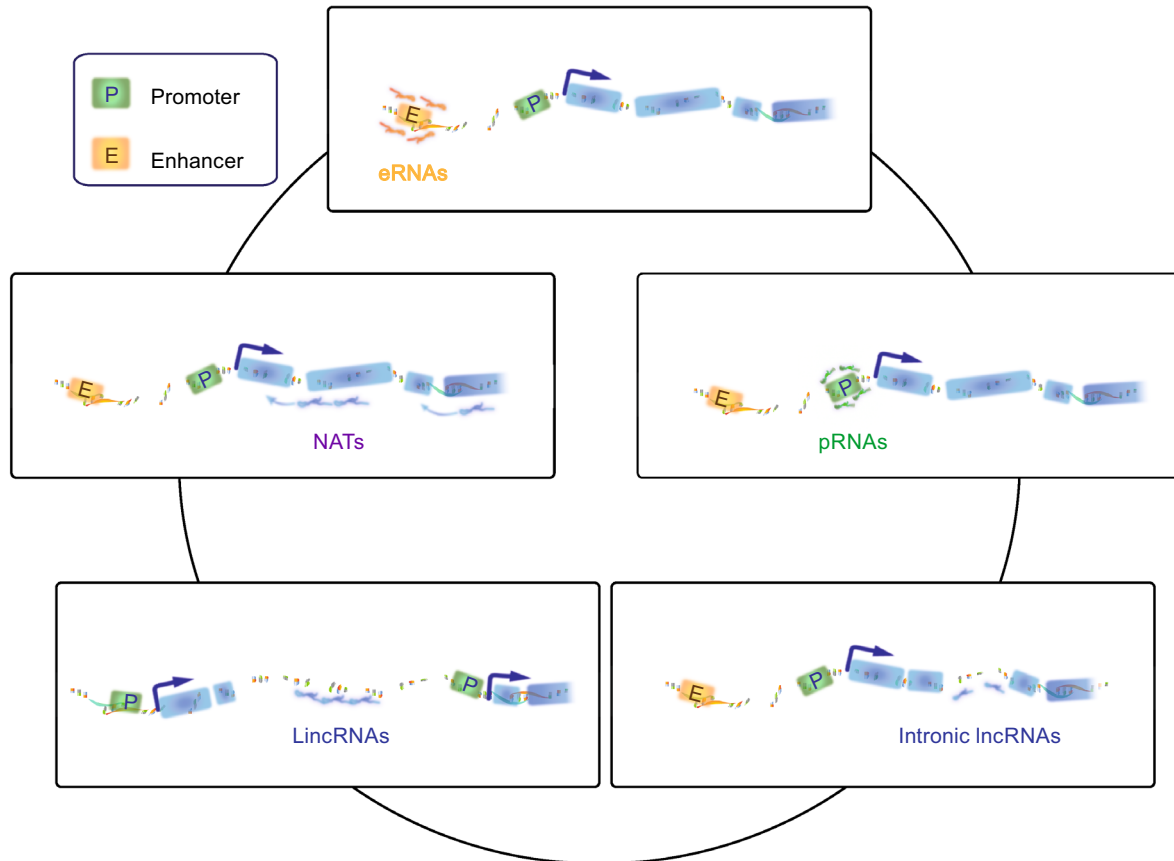 P Promoter
E Enhancer
E
P
eRNAs
E
P
NATs
E
P
pRNAs
P
P
LincRNAs
E
P
Intronic lncRNAs